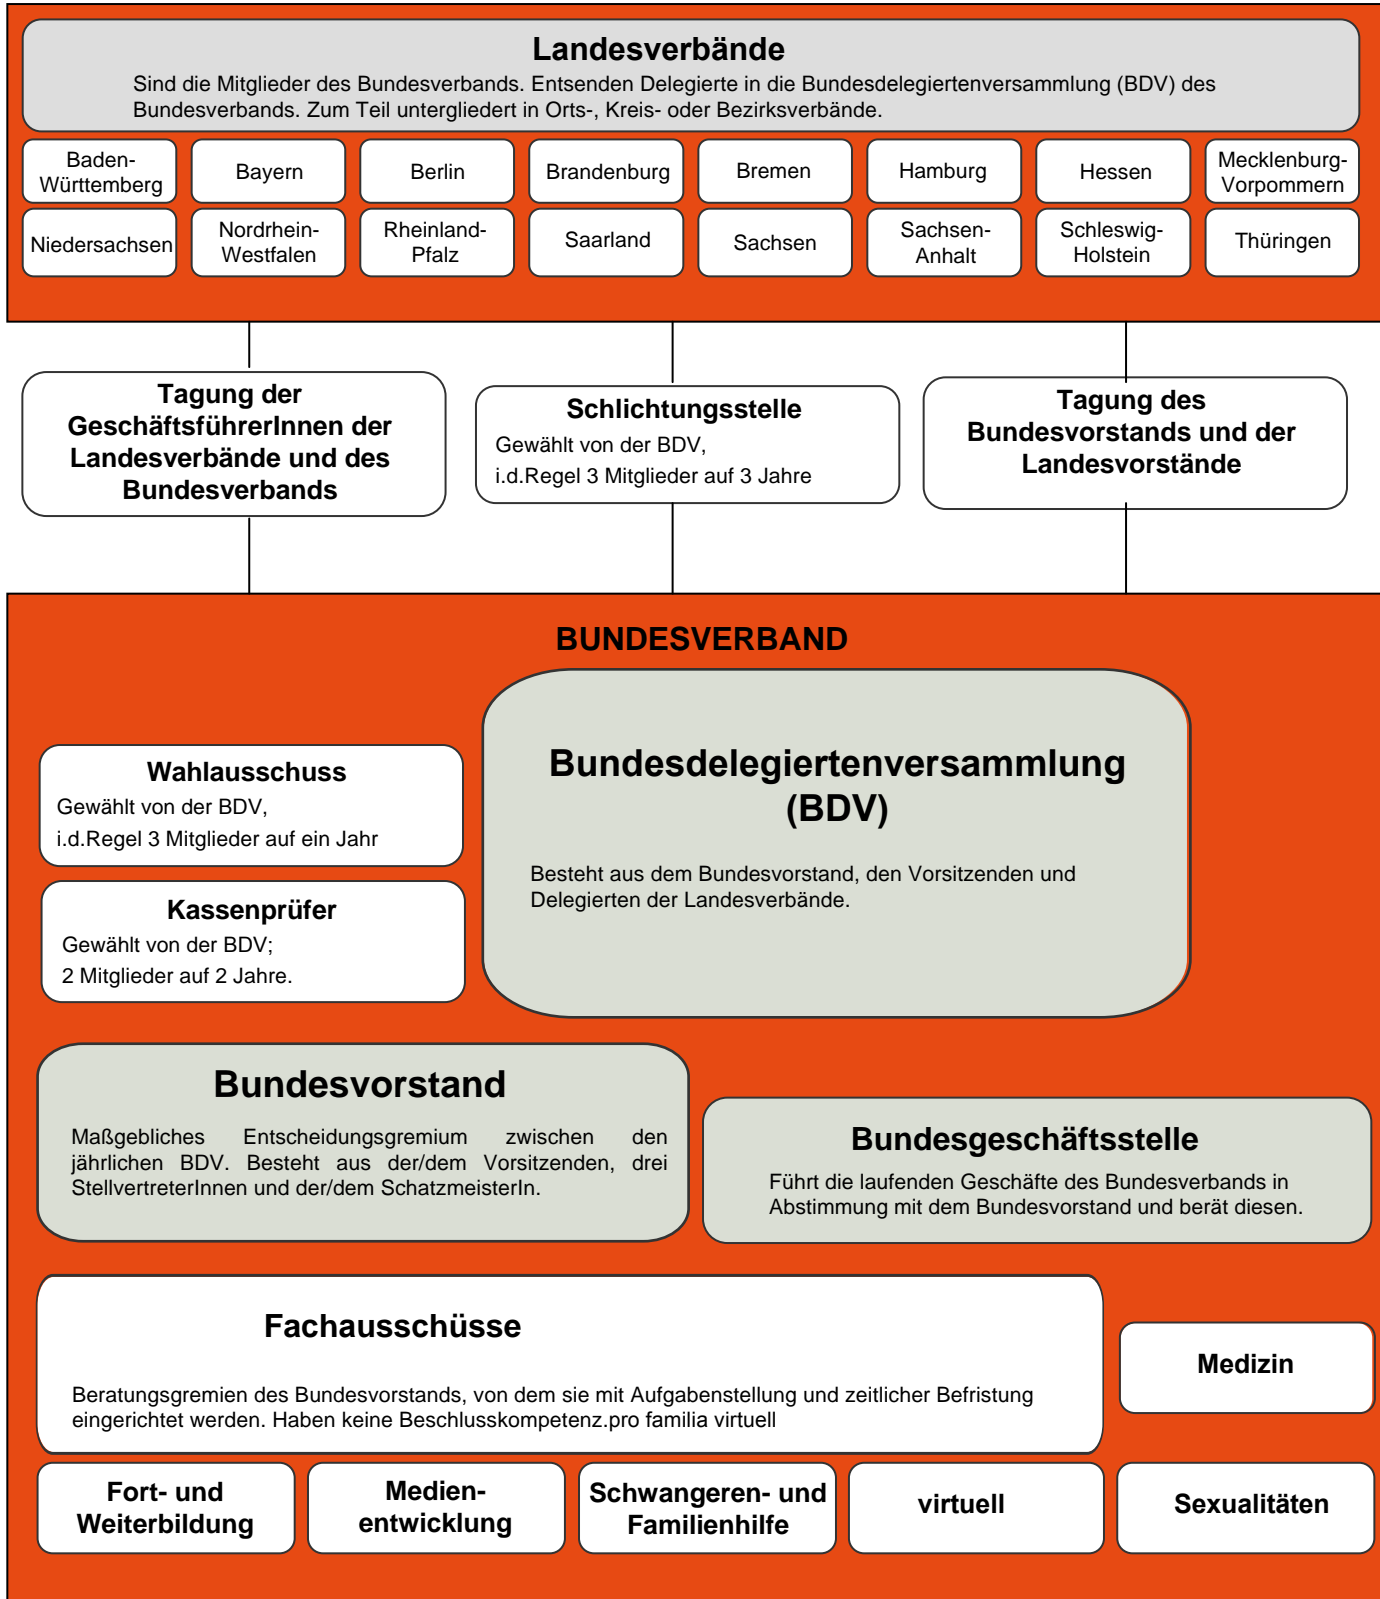 Landesverbände
Sind die Mitglieder des Bundesverbands. Entsenden Delegierte in die Bundesdelegiertenversammlung (BDV) des
Bundesverbands. Zum Teil untergliedert in Orts-, Kreis- oder Bezirksverbände.
Baden-
Württemberg
Bayern
Berlin
Brandenburg
Bremen
Hamburg
Hessen
Mecklenburg-
Vorpommern
Niedersachsen
Nordrhein-
Westfalen
Rheinland-
Pfalz
Saarland
Sachsen
Sachsen-
Anhalt
Schleswig-
Holstein
Thüringen
Tagung der
GeschäftsführerInnen der
Landesverbände und des
Bundesverbands
Schlichtungsstelle
Gewählt von der BDV,
i.d.Regel 3 Mitglieder auf 3 Jahre
Tagung des
Bundesvorstands und der
Landesvorstände
BUNDESVERBAND
Wahlausschuss
Gewählt von der BDV,
i.d.Regel 3 Mitglieder auf ein Jahr
Kassenprüfer
Gewählt von der BDV;
2 Mitglieder auf 2 Jahre.
Bundesdelegiertenversammlung
(BDV)
Besteht aus dem Bundesvorstand, den Vorsitzenden und
Delegierten der Landesverbände.
Bundesvorstand
Maßgebliches Entscheidungsgremium zwischen den
jährlichen BDV. Besteht aus der/dem Vorsitzenden, drei
StellvertreterInnen und der/dem SchatzmeisterIn.
Bundesgeschäftsstelle
Führt die laufenden Geschäfte des Bundesverbands in
Abstimmung mit dem Bundesvorstand und berät diesen.
Fachausschüsse
Beratungsgremien des Bundesvorstands, von dem sie mit Aufgabenstellung und zeitlicher Befristung
eingerichtet werden. Haben keine Beschlusskompetenz.pro familia virtuell
Medizin
Fort- und
Weiterbildung
Medien-
entwicklung
Schwangeren- und
Familienhilfe
virtuell
Sexualitäten